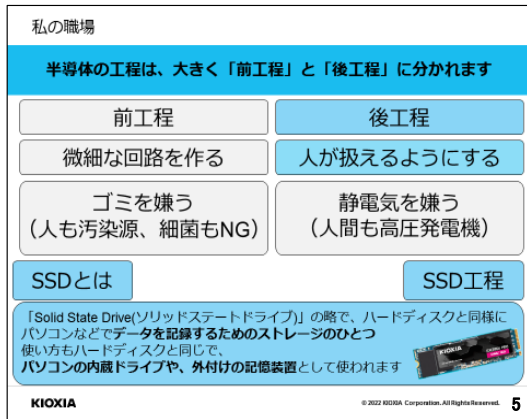 私の職場
半導体の工程は、大きく「前工程」と「後工程」に分かれます
前工程
後工程
微細な回路を作る
人が扱えるようにする
ゴミを嫌う
(人も汚染源、細菌もNG)
静電気を嫌う
(人間も高圧発電機)
SSDとは
SSD工程
「Solid State Drive(ソリッドステートドライブ)」の略で、ハードディスクと同様に
パソコンなどでデータを記録するためのストレージのひとつ
使い方もハードディスクと同じで、
パソコンの内蔵ドライブや、外付けの記憶装置として使われます
KIOXIA
KIOXIA
© 2022 KIOXIA Corporation. All Rights Reserved.
5